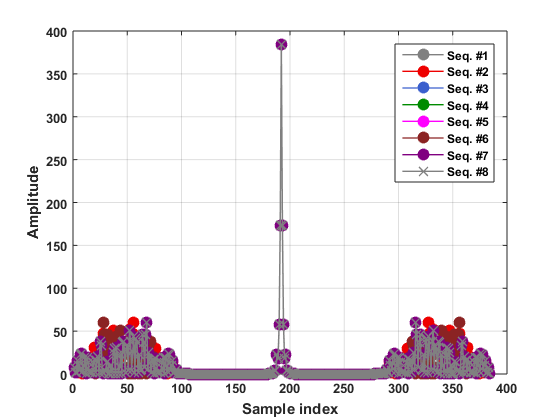 400
350
300
250
200
150
100
50
0
Amplitude
Seq. #1
Seq. #2
Seq. #3
Seq. #4
Seq. #5
Seq. #6
Seq. #7
Seq. #8
0 50 100 150 200 250 300 350 400
Sample index